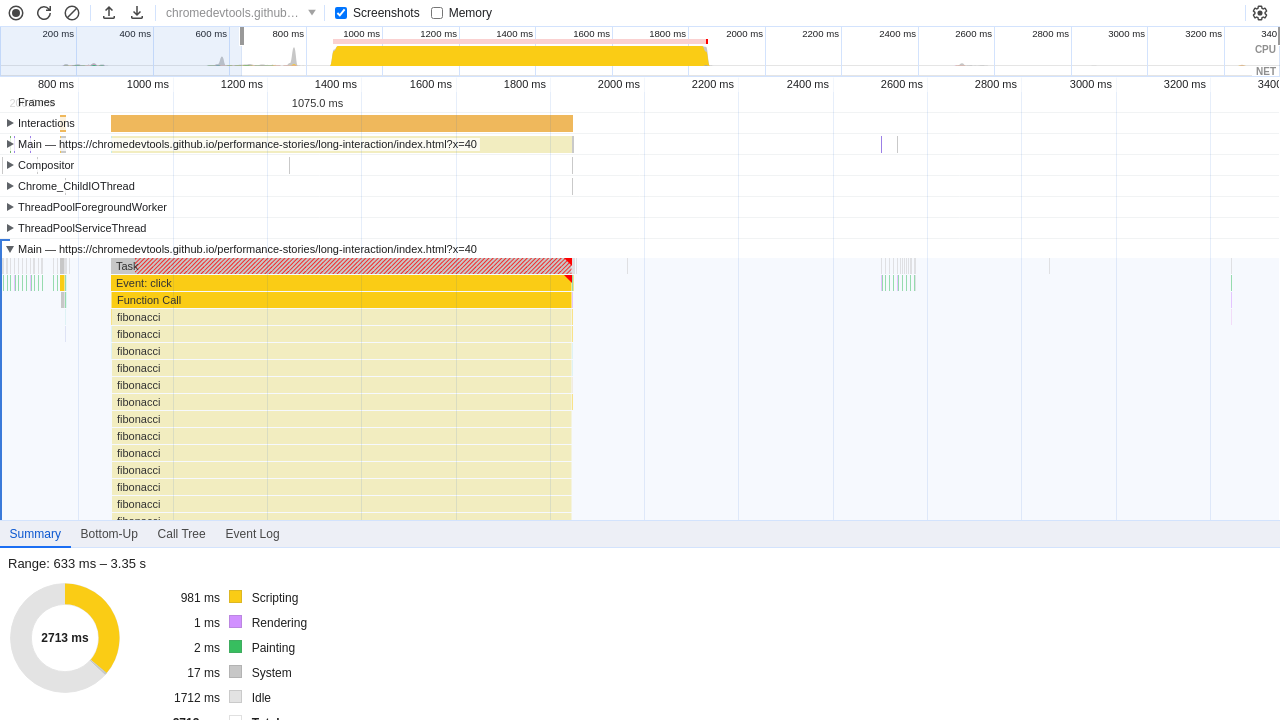 chromedevtools.github… Screenshots Memory
200 ms 400 ms 600 ms 800 ms 1000 ms 1200 ms 1400 ms 1600 ms 1800 ms 2000 ms 2200 ms 2400 ms 2600 ms 2800 ms 3000 ms 3200 ms 340
CPU
NET
800 ms 1000 ms 1200 ms 1400 ms 1600 ms 1800 ms 2000 ms 2200 ms 2400 ms 2600 ms 2800 ms 3000 ms 3200 ms 3400
Frames 1075.0 ms
Interactions
Main — https://chromedevtools.github.io/performance-stories/long-interaction/index.html?x=40
Compositor
Chrome_ChildIOThread
ThreadPoolForegroundWorker
ThreadPoolServiceThread
Main — https://chromedevtools.github.io/performance-stories/long-interaction/index.html?x=40
Task
Event: click
Function Call
fibonacci
fibonacci
fibonacci
fibonacci
fibonacci
fibonacci
fibonacci
fibonacci
fibonacci
fibonacci
fibonacci
fibonacci
fibonacci
Summary Bottom-Up Call Tree Event Log
Range: 633 ms – 3.35 s
2713 ms
981 ms Scripting
1 ms Rendering
2 ms Painting
17 ms System
1712 ms Idle
2713 ms Total